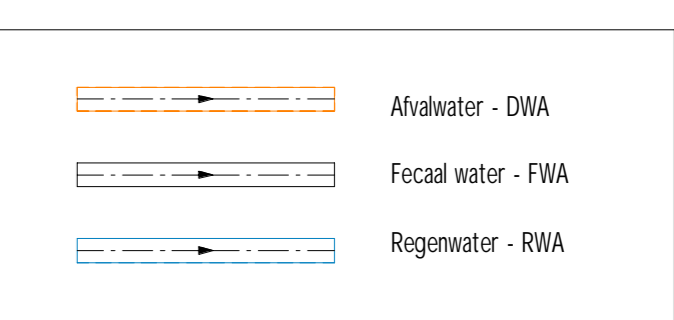 Afvalwater - DWA
Fecaal water - FWA
Regenwater - RWA